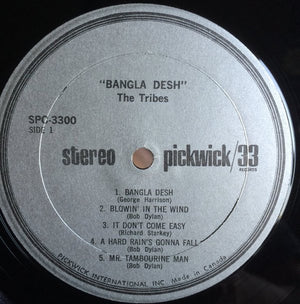 "BANGLA DESH"
The Tribes
SPC-3300
SIDE 1
stereo pickwick/33
RECORDS
1. BANGLA DESH
(George Harrison)
2. BLOWIN' IN THE WIND
(Bob Dylan)
3. IT DON'T COME EASY
(Richard Starkey)
4. A HARD RAIN'S GONNA FALL
(Bob Dylan)
5. MR. TAMBOURINE MAN
(Bob Dylan)
PICKWICK INTERNATIONAL INC. Made in Canada